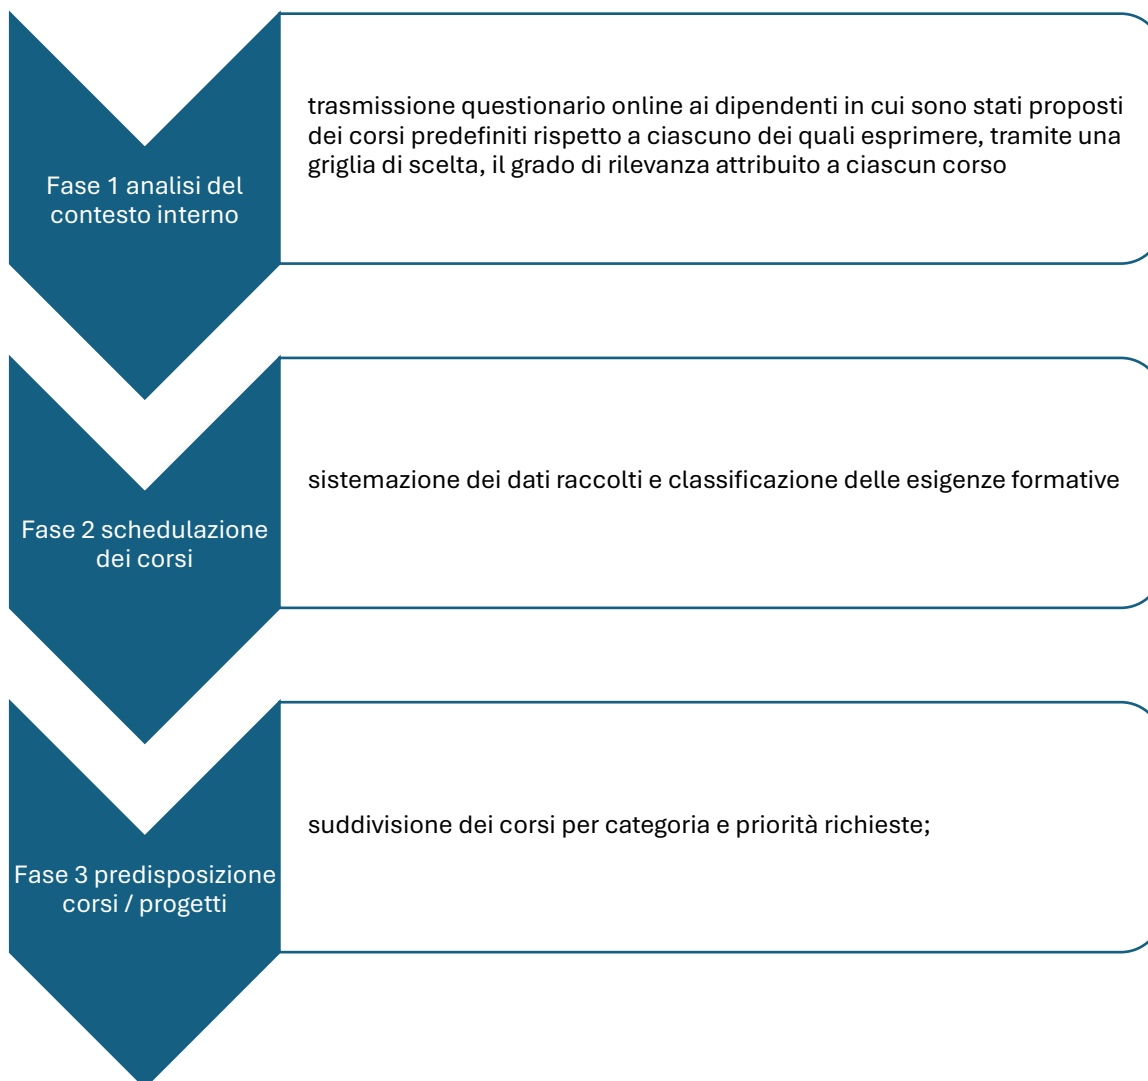 Fase 1 analisi del
contesto interno
trasmissione questionario online ai dipendenti in cui sono stati proposti
dei corsi predefiniti rispetto a ciascuno dei quali esprimere, tramite una
griglia di scelta, il grado di rilevanza attribuito a ciascun corso
Fase 2 schedulazione
dei corsi
sistemazione dei dati raccolti e classificazione delle esigenze formative
Fase 3 predisposizione
corsi / progetti
suddivisione dei corsi per categoria e priorità richieste;